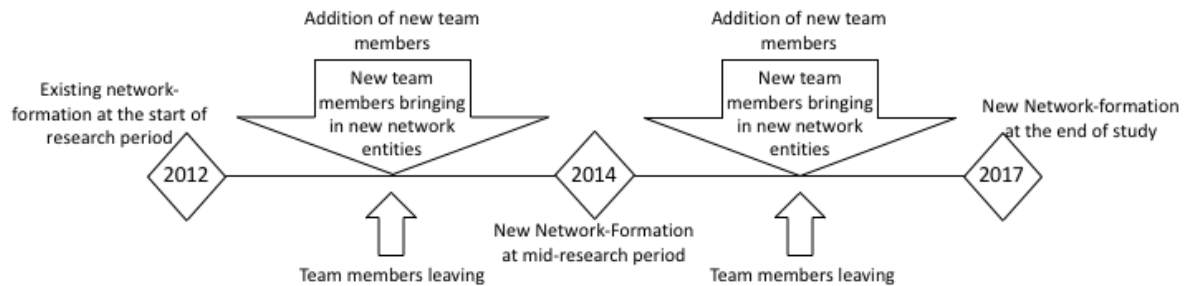 Addition of new team
members
New team
members bringing
in new network
entities
Existing network-
formation at the start of
research period
2012
Team members leaving
2014
New Network-Formation
at mid-research period
Addition of new team
members
New team
members bringing
in new network
entities
Team members leaving
New Network-formation
at the end of study
2017